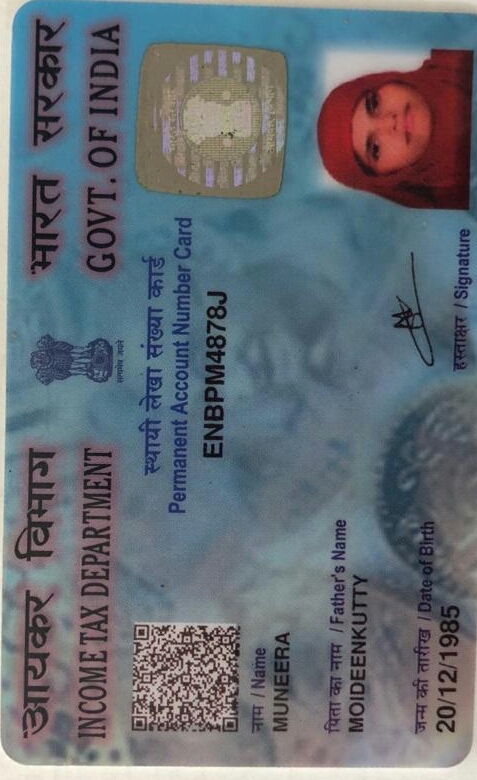 आयकर विभाग
INCOME TAX DEPARTMENT
सत्यमेव जयते
भारत सरकार
GOVT. OF INDIA
स्थायी लेखा संख्या कार्ड
Permanent Account Number Card
ENBPM4878J
नाम / Name
MUNEERA
पिता का नाम / Father's Name
MOIDEENKUTTY
जन्म की तारीख / Date of Birth
20/12/1985
हस्ताक्षर / Signature